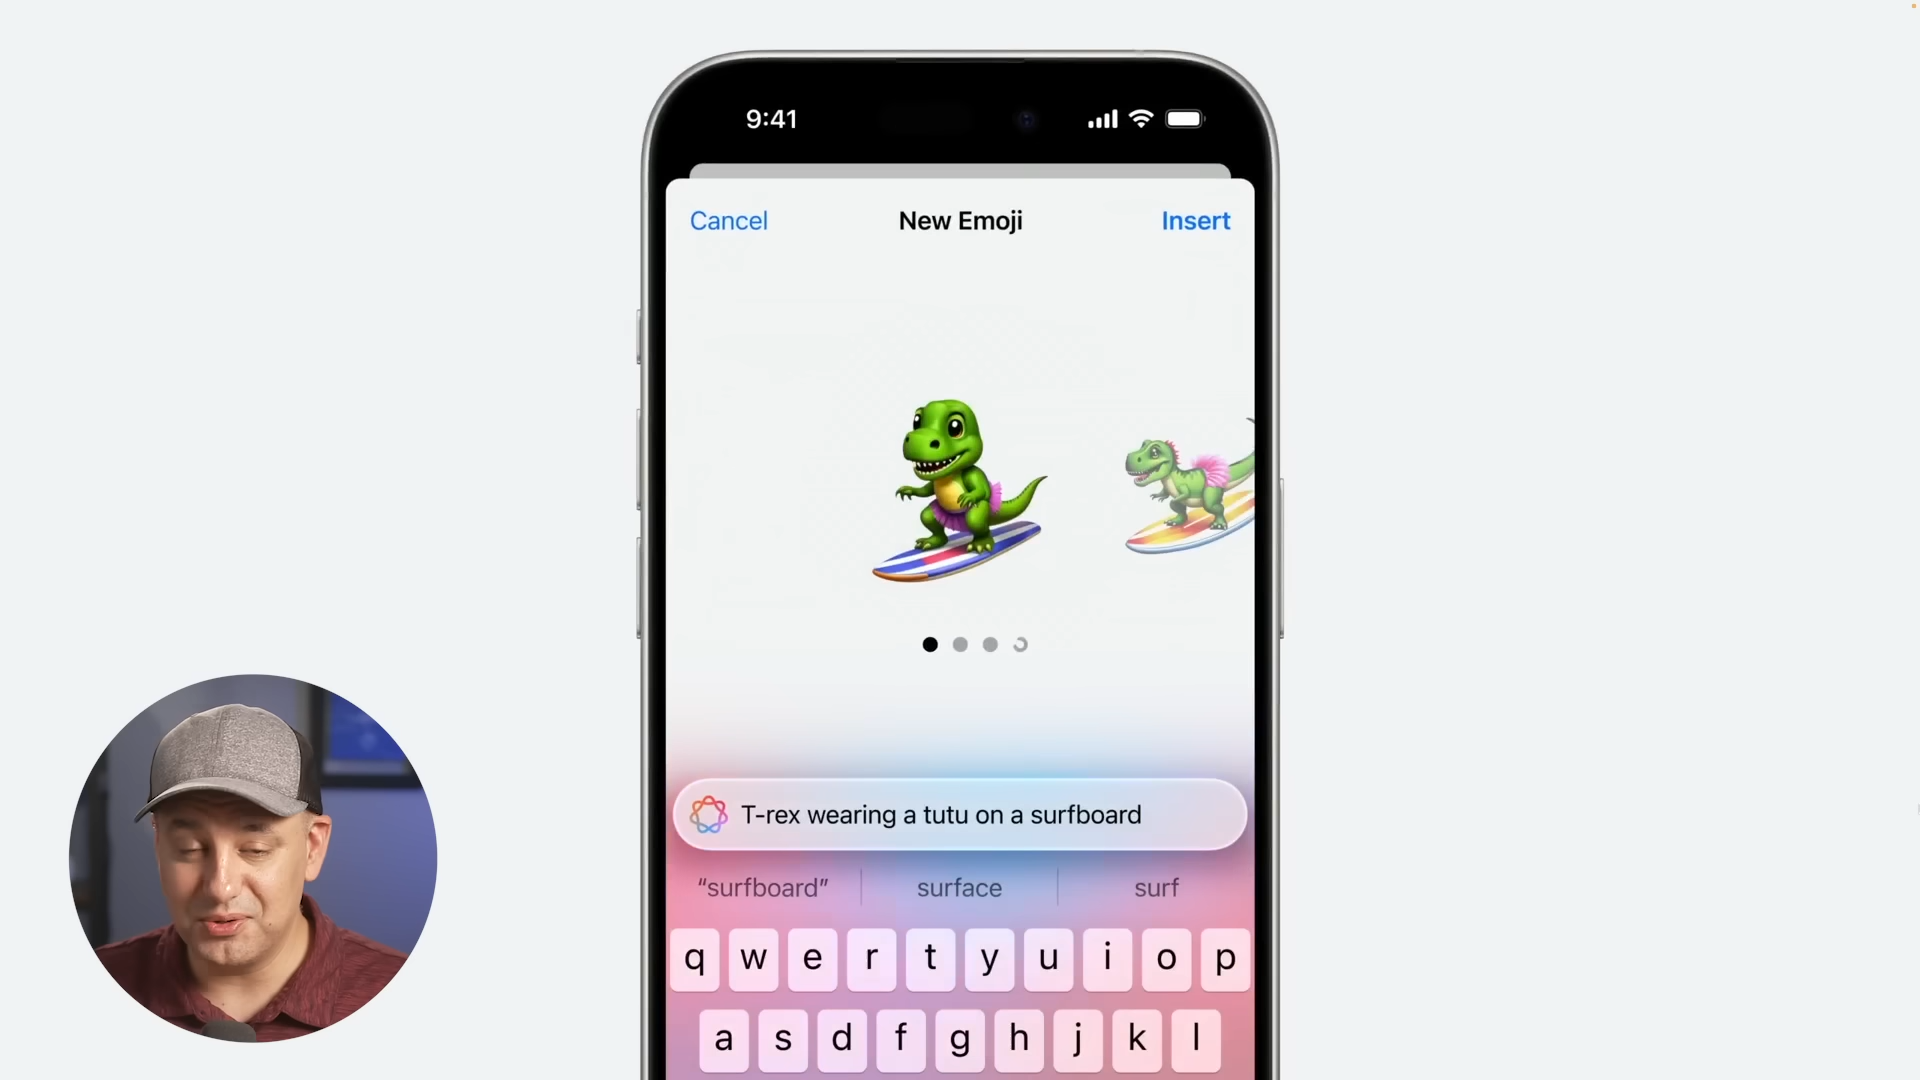 9:41
Cancel New Emoji Insert
T-rex wearing a tutu on a surfboard
“surfboard” surface surf
q w e r t y u i o p
a s d f g h j k l